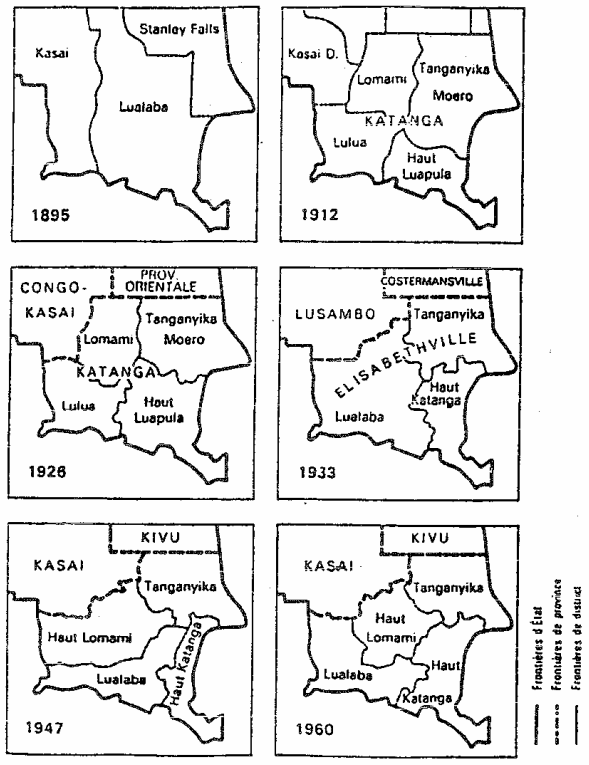 Stanley Falls
Kasai
Lualaba
1895
Kasai D.
Lomami
Tanganyika
Moero
KATANGA
Lulua
Haut
Luapula
1912
CONGO-
KASAI
PROV.
ORIENTALE
Lomami
Tanganyika
Moero
KATANGA
Lulua
Haut
Luapula
1926
COSTERMANSVILLE
LUSAMBO
Tanganyika
ELISABETHVILLE
Haut
Katanga
Lualaba
1933
KIVU
KASAI
Tanganyika
Haut Lomami
Lualaba
Haut Katanga
1947
KIVU
KASAI
Tanganyika
Haut
Lomami
Lualaba
Haut
Katanga
1960
Frontières d'État
Frontières de province
Frontières de district